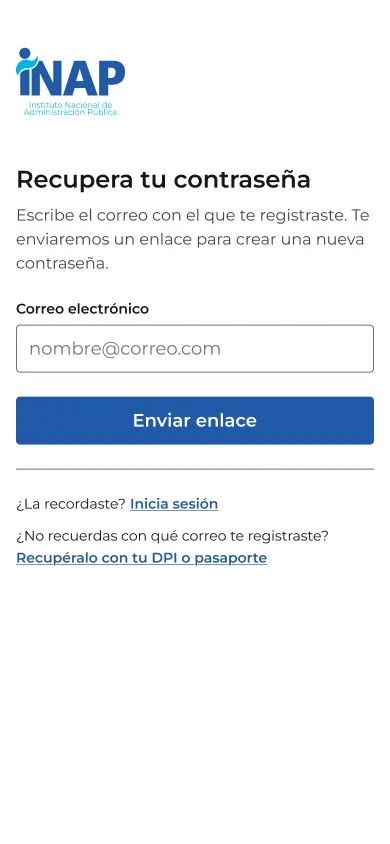 iNAP
Instituto Nacional de
Administración Pública
Recupera tu contraseña
Escribe el correo con el que te registraste. Te
enviaremos un enlace para crear una nueva
contraseña.
Correo electrónico
nombre@correo.com
Enviar enlace
¿La recordaste? Inicia sesión
¿No recuerdas con qué correo te registraste?
Recupéralo con tu DPI o pasaporte